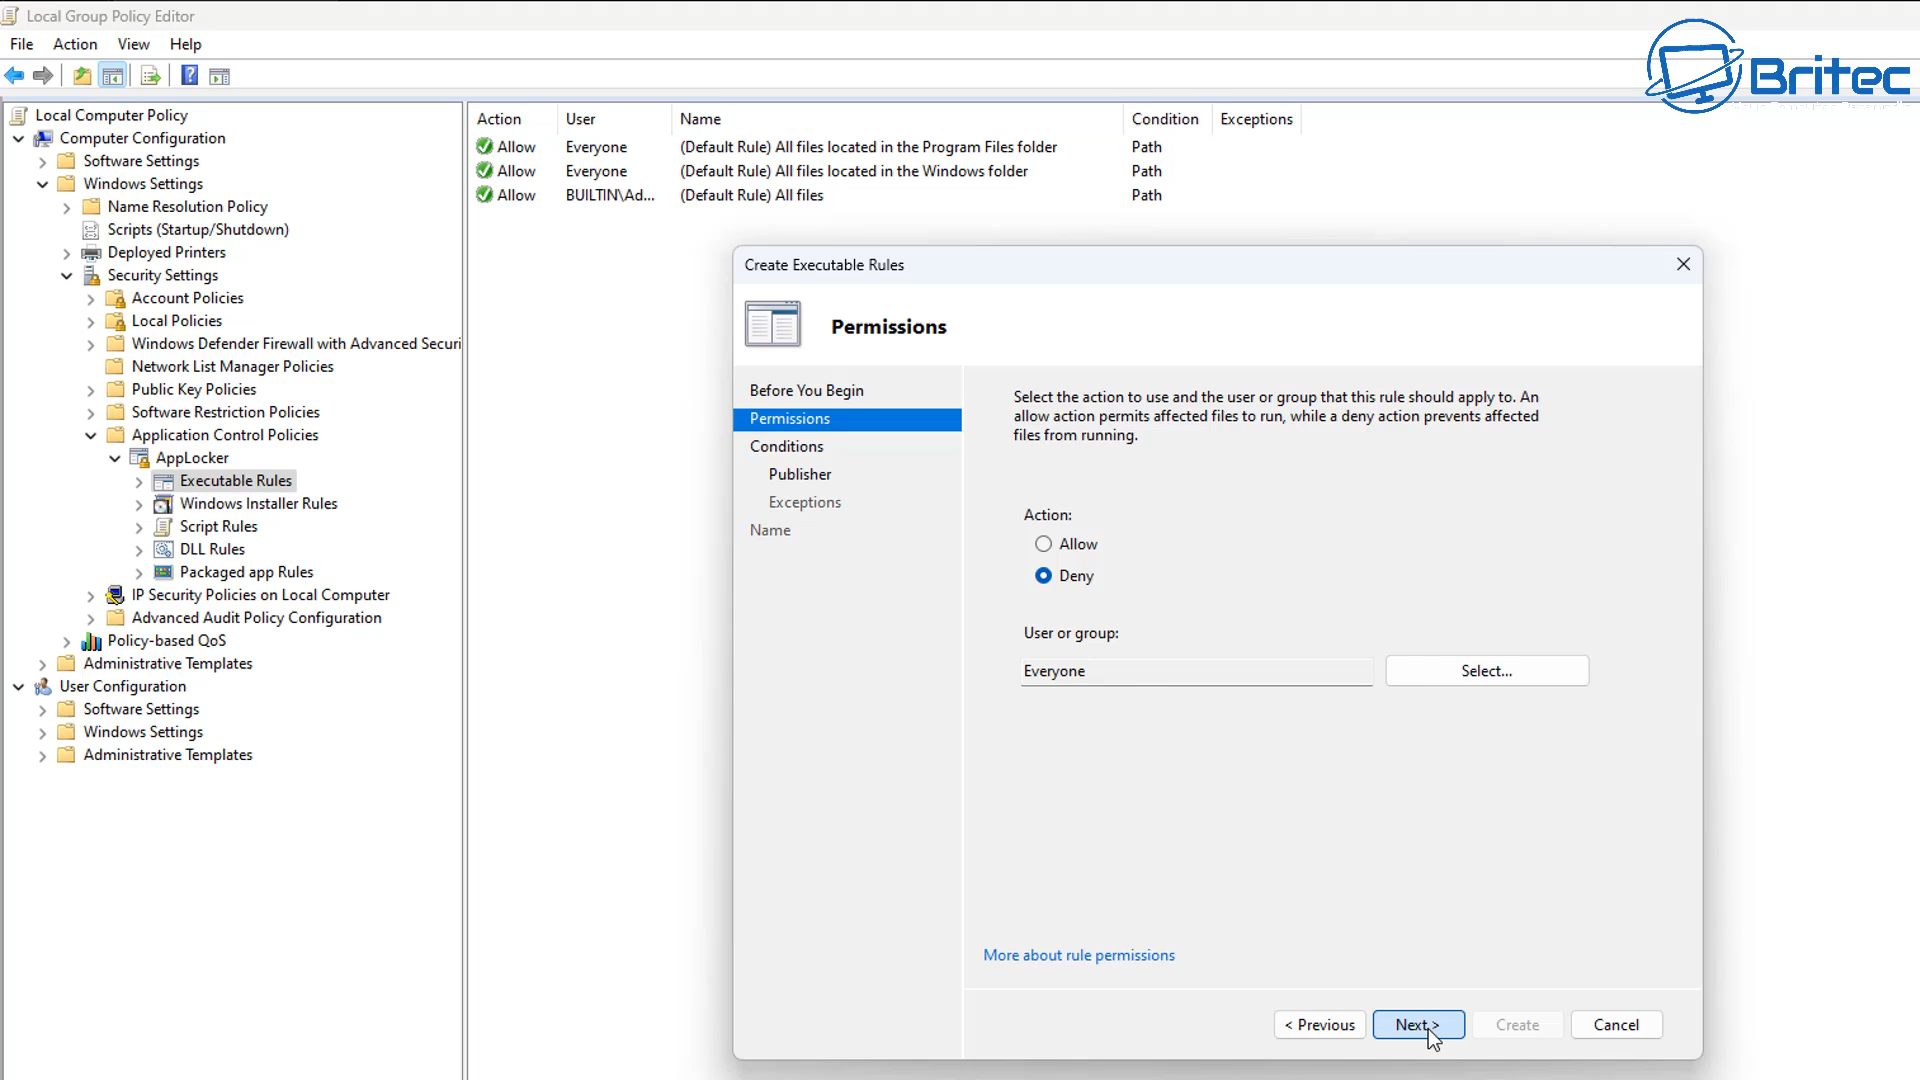 Local Group Policy Editor
File Action View Help
Britec
Local Computer Policy
Computer Configuration
Software Settings
Windows Settings
Name Resolution Policy
Scripts (Startup/Shutdown)
Deployed Printers
Security Settings
Account Policies
Local Policies
Windows Defender Firewall with Advanced Securi
Network List Manager Policies
Public Key Policies
Software Restriction Policies
Application Control Policies
AppLocker
Executable Rules
Windows Installer Rules
Script Rules
DLL Rules
Packaged app Rules
IP Security Policies on Local Computer
Advanced Audit Policy Configuration
Policy-based QoS
Administrative Templates
User Configuration
Software Settings
Windows Settings
Administrative Templates
Action User Name Condition Exceptions
Allow Everyone (Default Rule) All files located in the Program Files folder Path
Allow Everyone (Default Rule) All files located in the Windows folder Path
Allow BUILTIN\Ad... (Default Rule) All files Path
Create Executable Rules
Permissions
Before You Begin
Permissions
Conditions
Publisher
Exceptions
Name
Select the action to use and the user or group that this rule should apply to. An
allow action permits affected files to run, while a deny action prevents affected
files from running.
Action:
Allow
Deny
User or group:
Everyone Select...
More about rule permissions
< Previous Next > Create Cancel